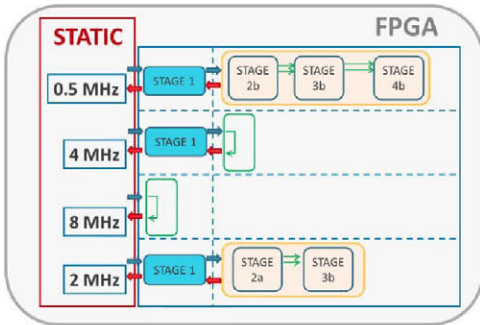 FPGA
STATIC
0.5 MHz
STAGE 1
STAGE
2b
STAGE
3b
STAGE
4b
4 MHz
STAGE 1
8 MHz
2 MHz
STAGE 1
STAGE
2a
STAGE
3b